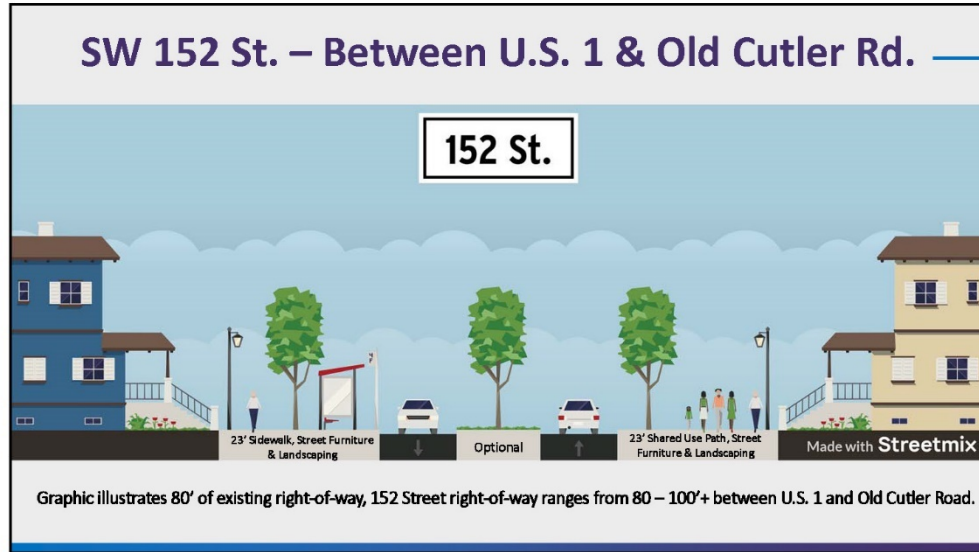 SW 152 St. – Between U.S. 1 & Old Cutler Rd.
152 St.
23’ Sidewalk, Street Furniture
& Landscaping
↓
Optional
↑
23’ Shared Use Path, Street
Furniture & Landscaping
Made with Streetmix
Graphic illustrates 80’ of existing right-of-way, 152 Street right-of-way ranges from 80 – 100’+ between U.S. 1 and Old Cutler Road.